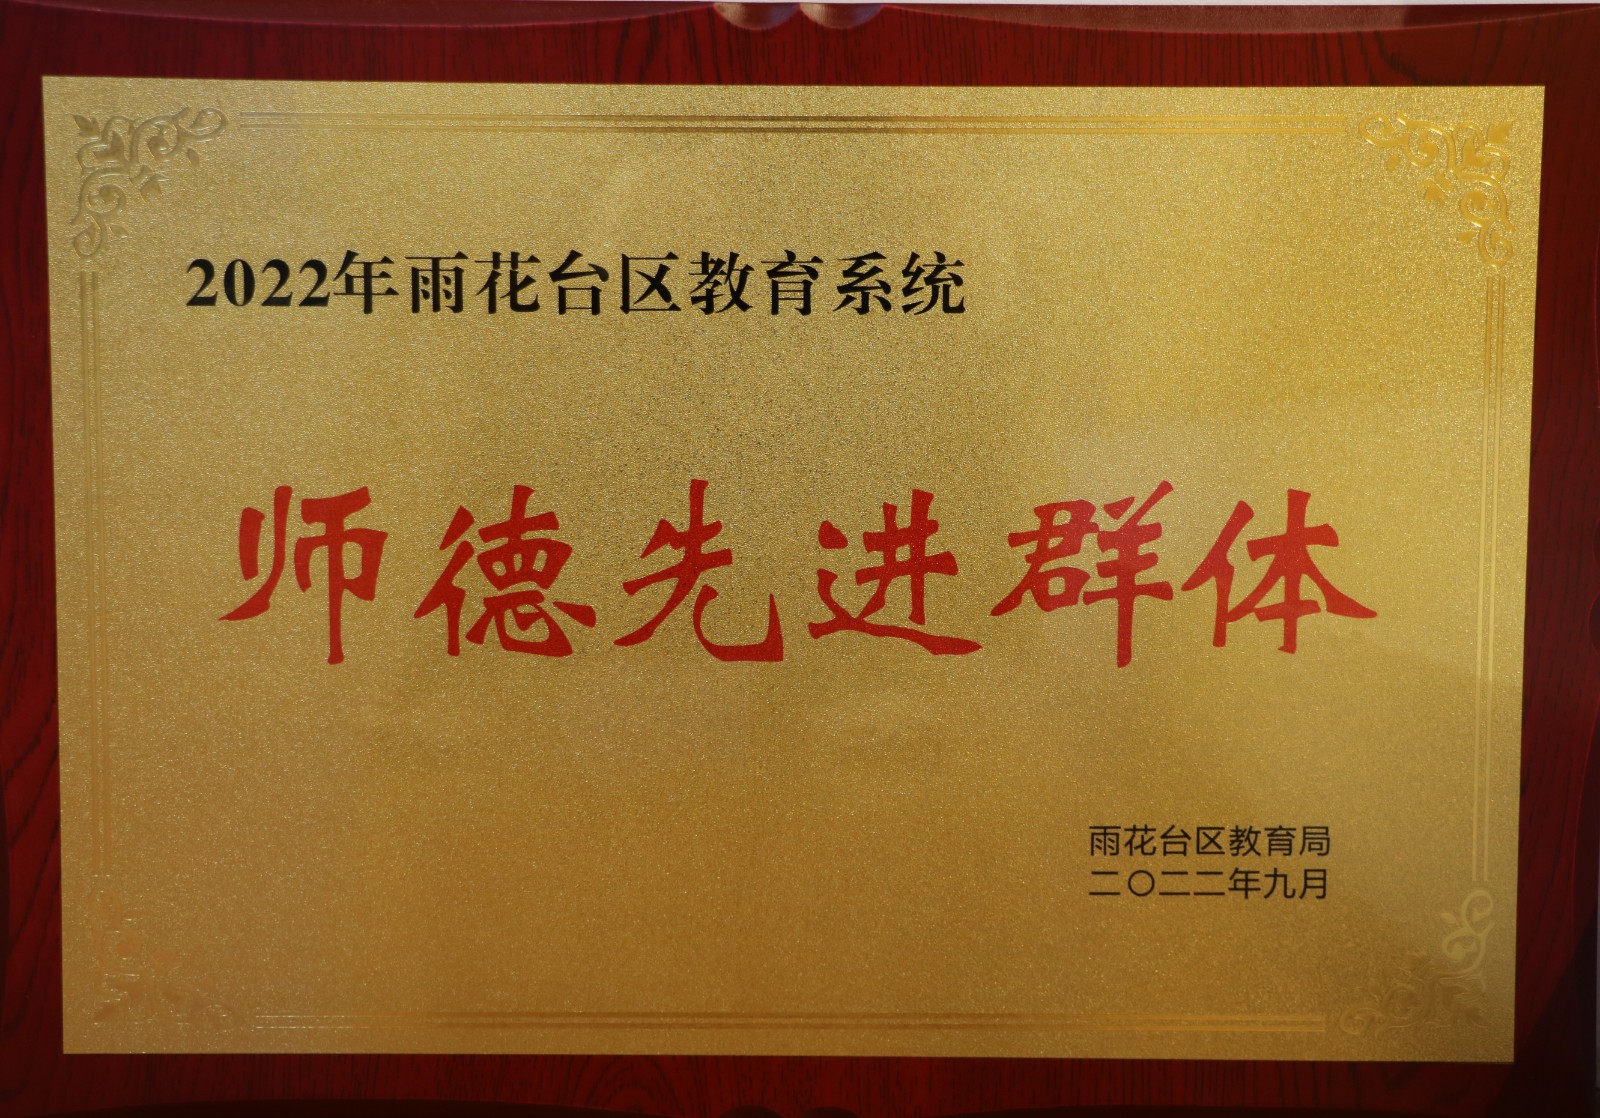 2022年雨花台区教育系统
师德先进群体
雨花台区教育局
二〇二二年九月